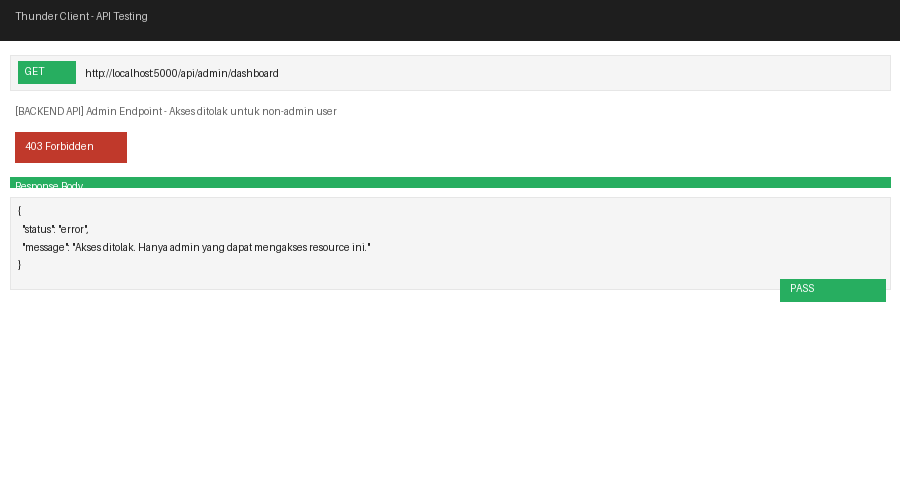 Thunder Client - API Testing
GET
http://localhost:5000/api/admin/dashboard
[BACKEND API] Admin Endpoint - Akses ditolak untuk non-admin user
403 Forbidden
Response Body
{
"status": "error",
"message": "Akses ditolak. Hanya admin yang dapat mengakses resource ini."
}
PASS